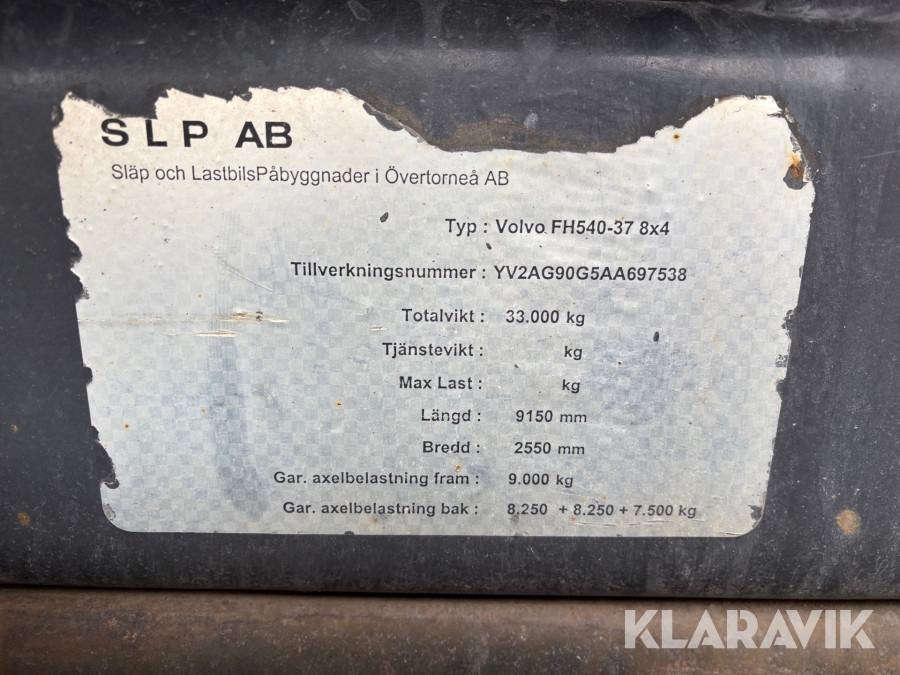 SLP AB
Släp och LastbilsPåbyggnader i Övertorneå AB
Typ : Volvo FH540-37 8x4
Tillverkningsnummer : YV2AG90G5AA697538
Totalvikt : 33.000 kg
Tjänstevikt : kg
Max Last : kg
Längd : 9150 mm
Bredd : 2550 mm
Gar. axelbelastning fram : 9.000 kg
Gar. axelbelastning bak : 8.250 + 8.250 + 7.500 kg
KLARAVIK